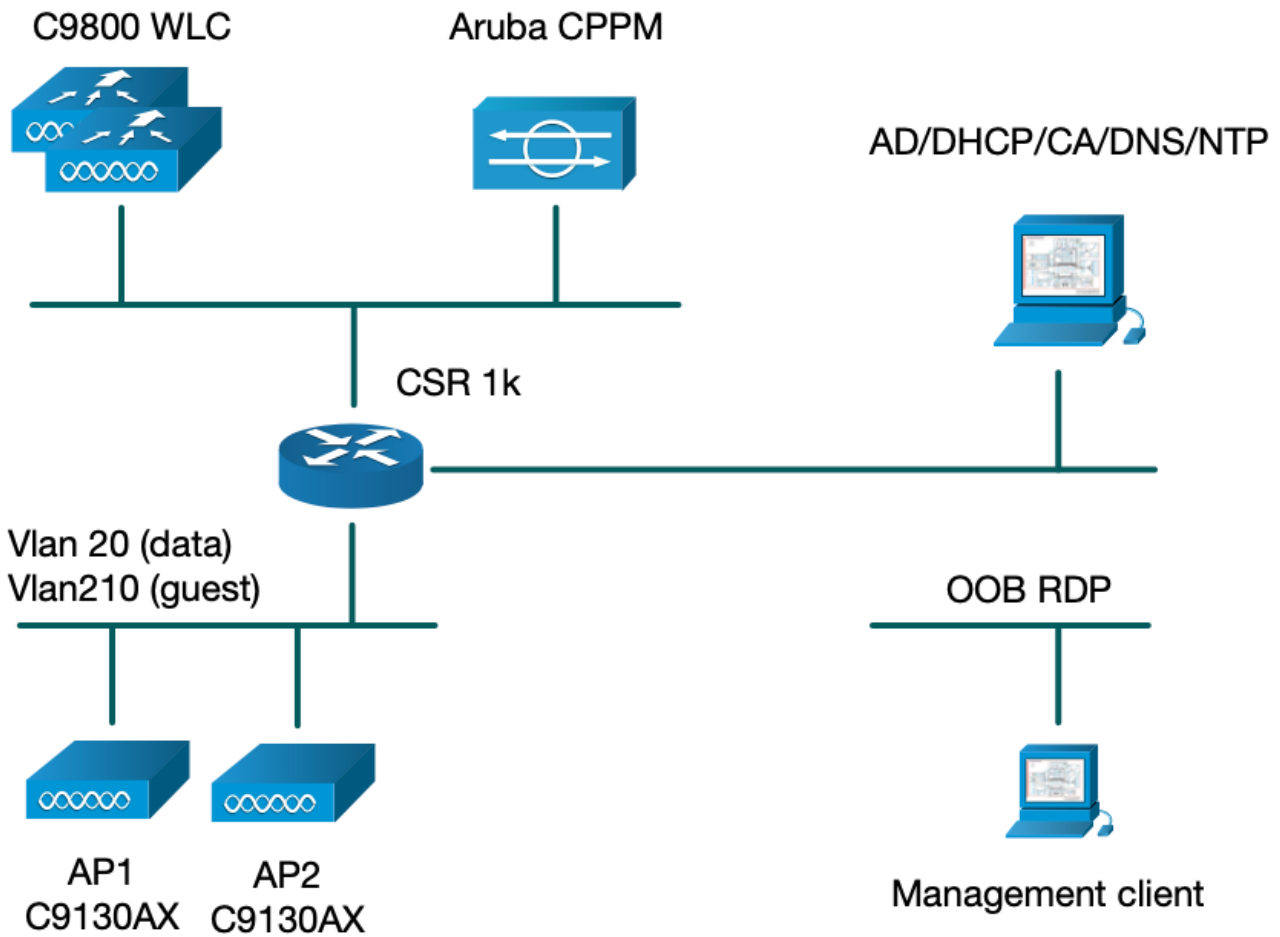 C9800 WLC
Aruba CPPM
AD/DHCP/CA/DNS/NTP
CSR 1k
Vlan 20 (data)
Vlan210 (guest)
OOB RDP
AP1
C9130AX
AP2
C9130AX
Management client